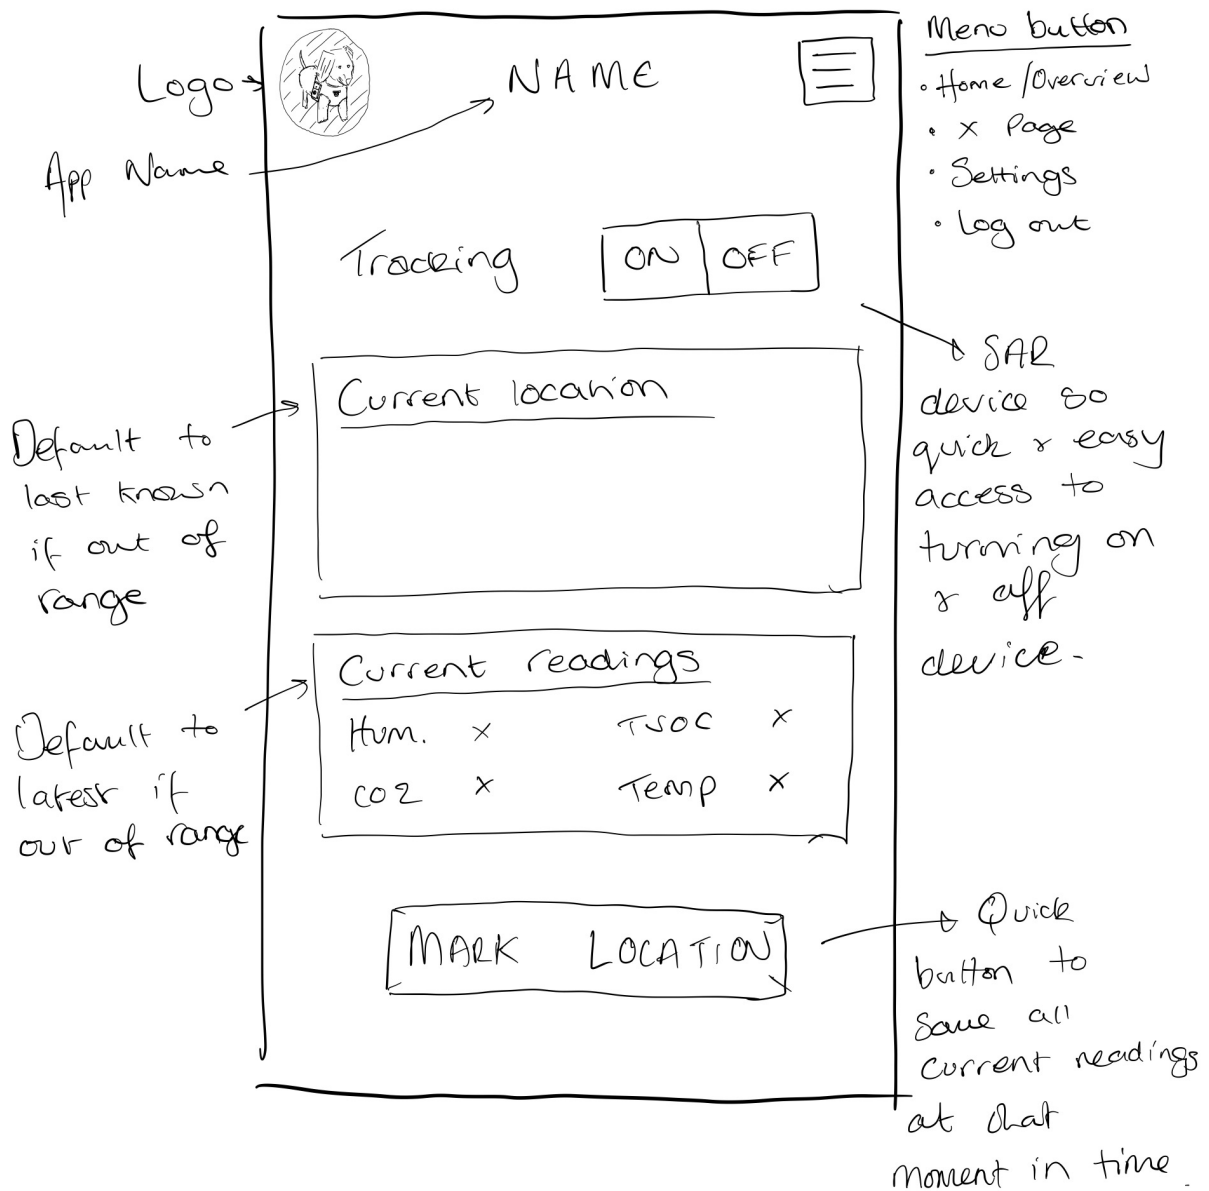 Logo
App Name
NAME
Menu button
• Home/Overview
• X Page
• Settings
• Log out
Tracking
ON OFF
SAR
device so
quick & easy
access to
turning on
& off
device.
Current location
Default to
last known
if out of
range
Current readings
Hum. x TVOC x
CO2 x Temp x
Default to
latest if
out of range
MARK LOCATION
Quick
button to
save all
current readings
at that
moment in time.